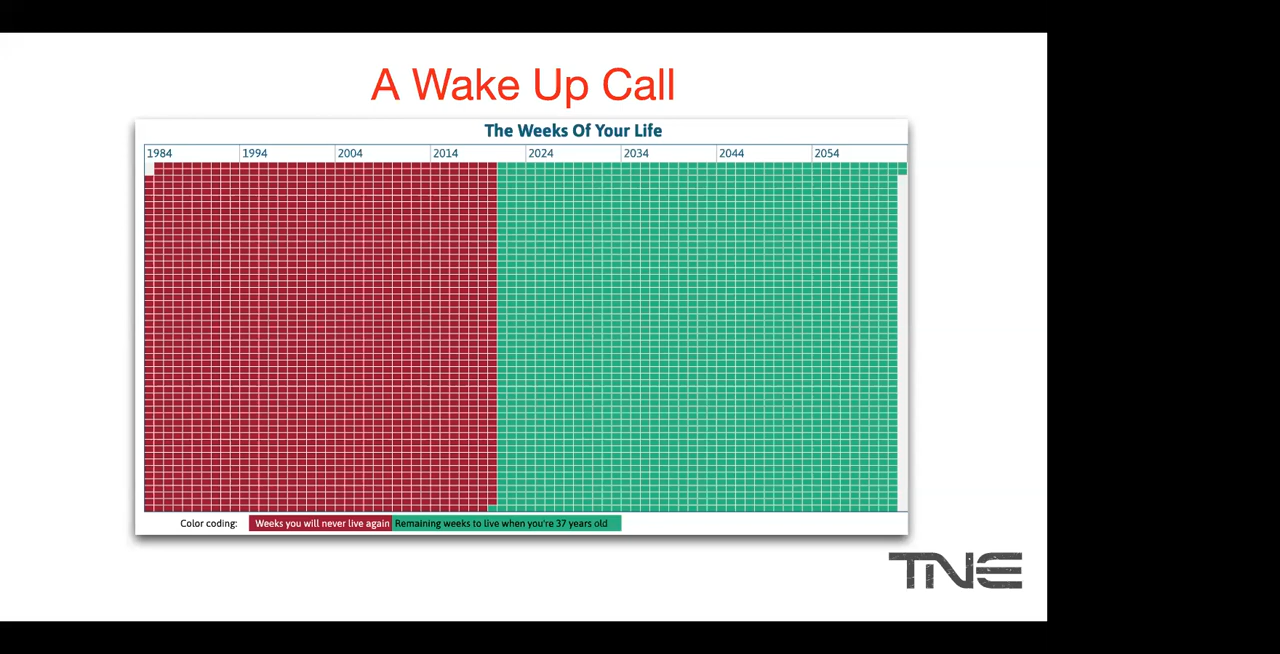 A Wake Up Call
The Weeks Of Your Life
1984 1994 2004 2014 2024 2034 2044 2054
Color coding: Weeks you will never live again Remaining weeks to live when you're 37 years old
TNE